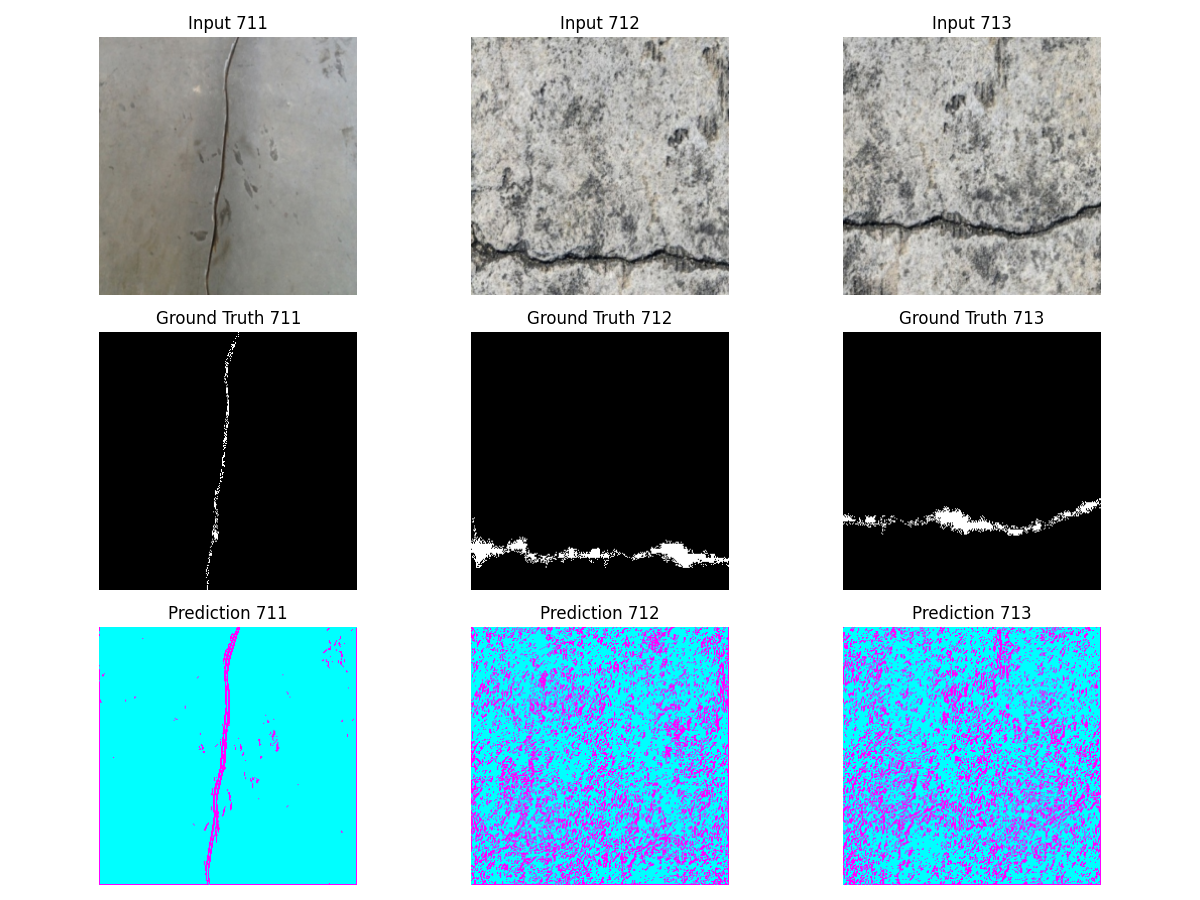 Input 711
Input 712
Input 713
Ground Truth 711
Ground Truth 712
Ground Truth 713
Prediction 711
Prediction 712
Prediction 713